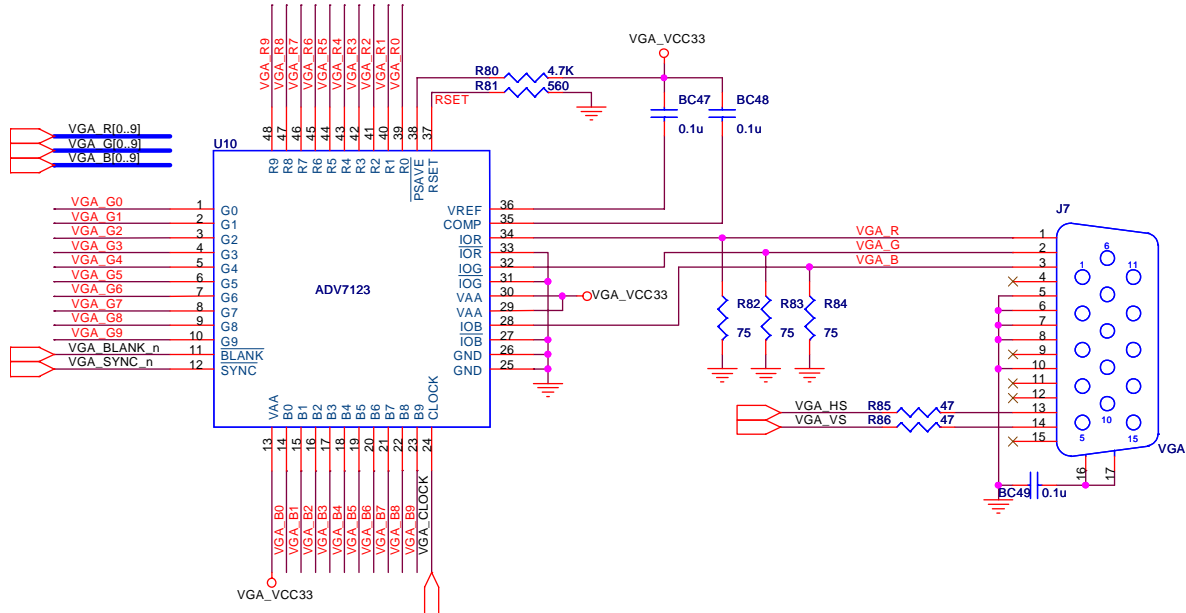 VGA_R9
VGA_R8
VGA_R7
VGA_R6
VGA_R5
VGA_R4
VGA_R3
VGA_R2
VGA_R1
VGA_R0
VGA_VCC33
R80 4.7K
R81 560
RSET
BC47
0.1u
BC48
0.1u
VGA_R[0..9]
VGA_G[0..9]
VGA_B[0..9]
48 47 46 45 44 43 42 41 40 39 38 37
U10
R9 R8 R7 R6 R5 R4 R3 R2 R1 R0 PSAVE RSET
VGA_G0 1 G0
VGA_G1 2 G1
VGA_G2 3 G2
VGA_G3 4 G3
VGA_G4 5 G4
VGA_G5 6 G5
VGA_G6 7 G6
VGA_G7 8 G7
VGA_G8 9 G8
VGA_G9 10 G9
VGA_BLANK_n 11 BLANK
VGA_SYNC_n 12 SYNC
ADV7123
VREF 36
COMP 35
IOR 34
IOR 33
IOG 32
IOG 31
VAA 30
VAA 29
IOB 28
IOB 27
GND 26
GND 25
VGA_VCC33
VGA_R
VGA_G
VGA_B
R82
75
R83
75
R84
75
VAA B0 B1 B2 B3 B4 B5 B6 B7 B8 B9 CLOCK
13 14 15 16 17 18 19 20 21 22 23 24
VGA_B0
VGA_B1
VGA_B2
VGA_B3
VGA_B4
VGA_B5
VGA_B6
VGA_B7
VGA_B8
VGA_B9
VGA_CLOCK
VGA_VCC33
VGA_HS R85 47
VGA_VS R86 47
J7
1
2
3
4
5
6
7
8
9
10
11
12
13
14
15
6
1 11
10
5 15
VGA
16 17
BC49 0.1u